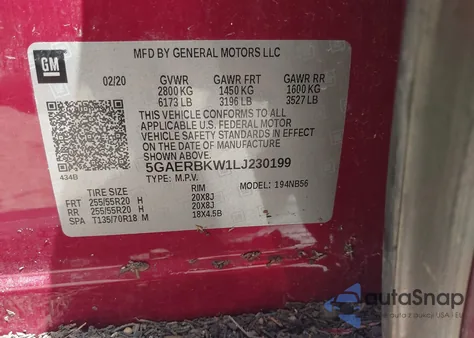 MFD BY GENERAL MOTORS LLC
GM
02/20 GVWR GAWR FRT GAWR RR
2800 KG 1450 KG 1600 KG
6173 LB 3196 LB 3527 LB
THIS VEHICLE CONFORMS TO ALL
APPLICABLE U.S. FEDERAL MOTOR
VEHICLE SAFETY STANDARDS IN EFFECT
ON THE DATE OF MANUFACTURE
5GAERBKW1LJ230199
434B TYPE: M.P.V. MODEL: 194NB56
TIRE SIZE RIM
FRT 255/55R20 H 20X8J
RR 255/55R20 H 20X8J
SPA T135/70R18 M 18X4.5B
autoSnap